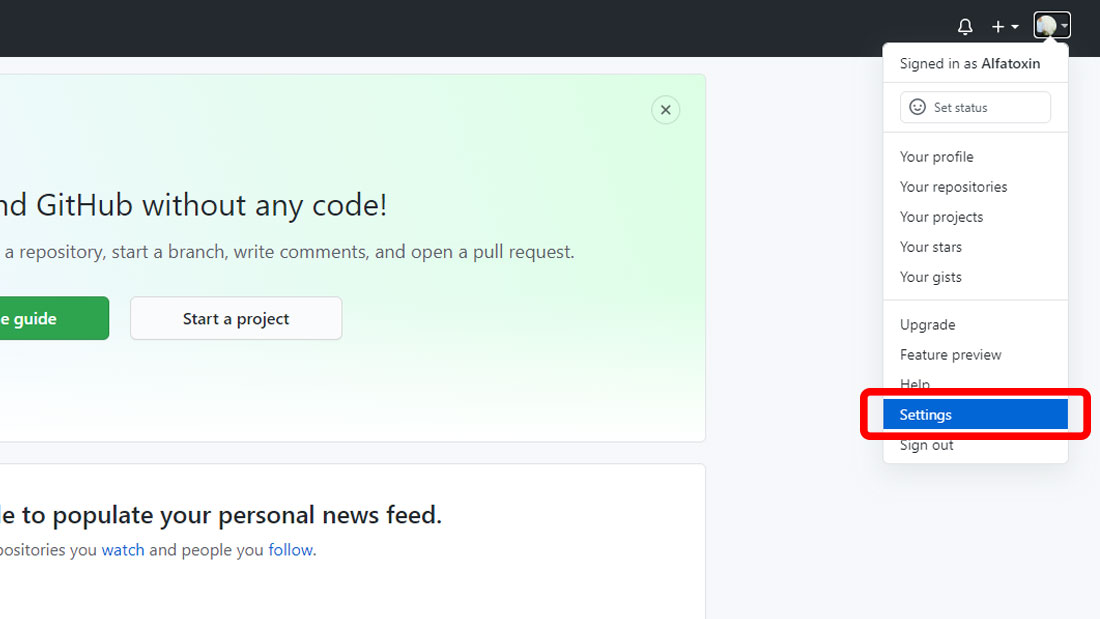 Signed in as Alfatoxin
Set status
Your profile
Your repositories
Your projects
Your stars
Your gists
Upgrade
Feature preview
Help
Settings
Sign out
nd GitHub without any code!
a repository, start a branch, write comments, and open a pull request.
e guide
Start a project
le to populate your personal news feed.
positories you watch and people you follow.